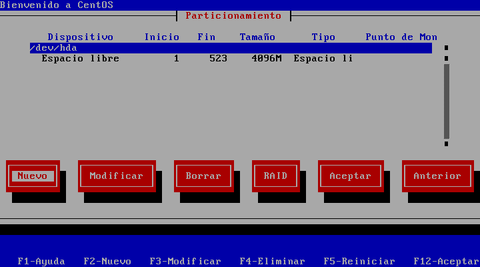 Bienvenido a CentOS
Particionamiento
Dispositivo Inicio Fin Tamaño Tipo Punto de Mon
/dev/hda
Espacio libre 1 523 4096M Espacio li
Nuevo Modificar Borrar RAID Aceptar Anterior
F1-Ayuda F2-Nuevo F3-Modificar F4-Eliminar F5-Reiniciar F12-Aceptar